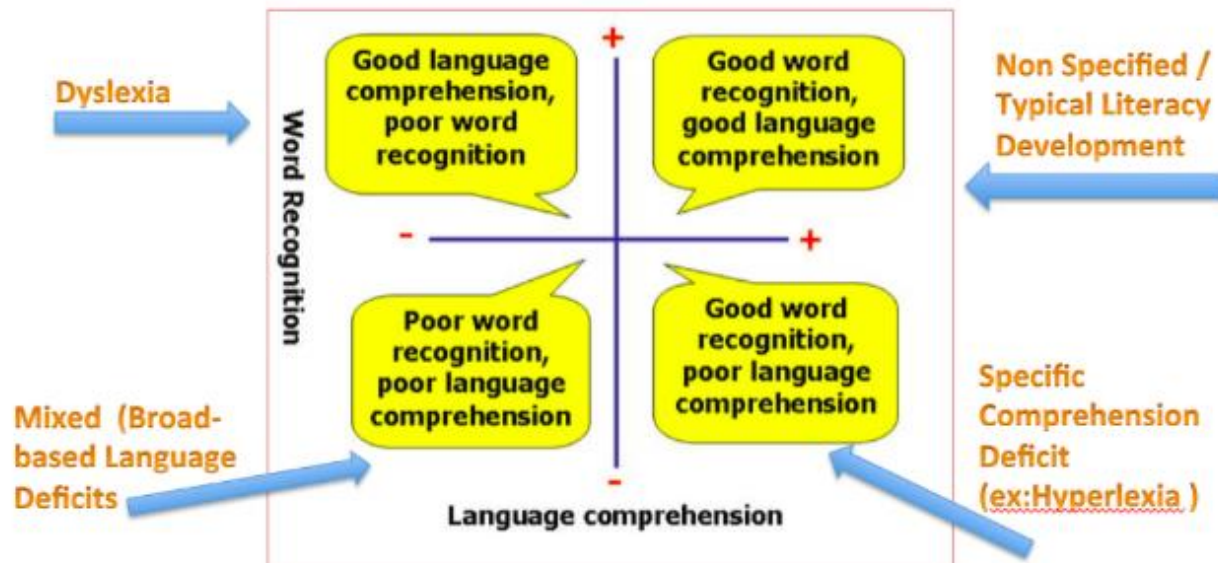 Dyslexia
Word Recognition
Good language
comprehension,
poor word
recognition
+
Good word
recognition,
good language
comprehension
Non Specified /
Typical Literacy
Development
-
+
Mixed (Broad-
based Language
Deficits
Poor word
recognition,
poor language
comprehension
Good word
recognition,
poor language
comprehension
Specific
Comprehension
Deficit
(ex:Hyperlexia )
-
Language comprehension